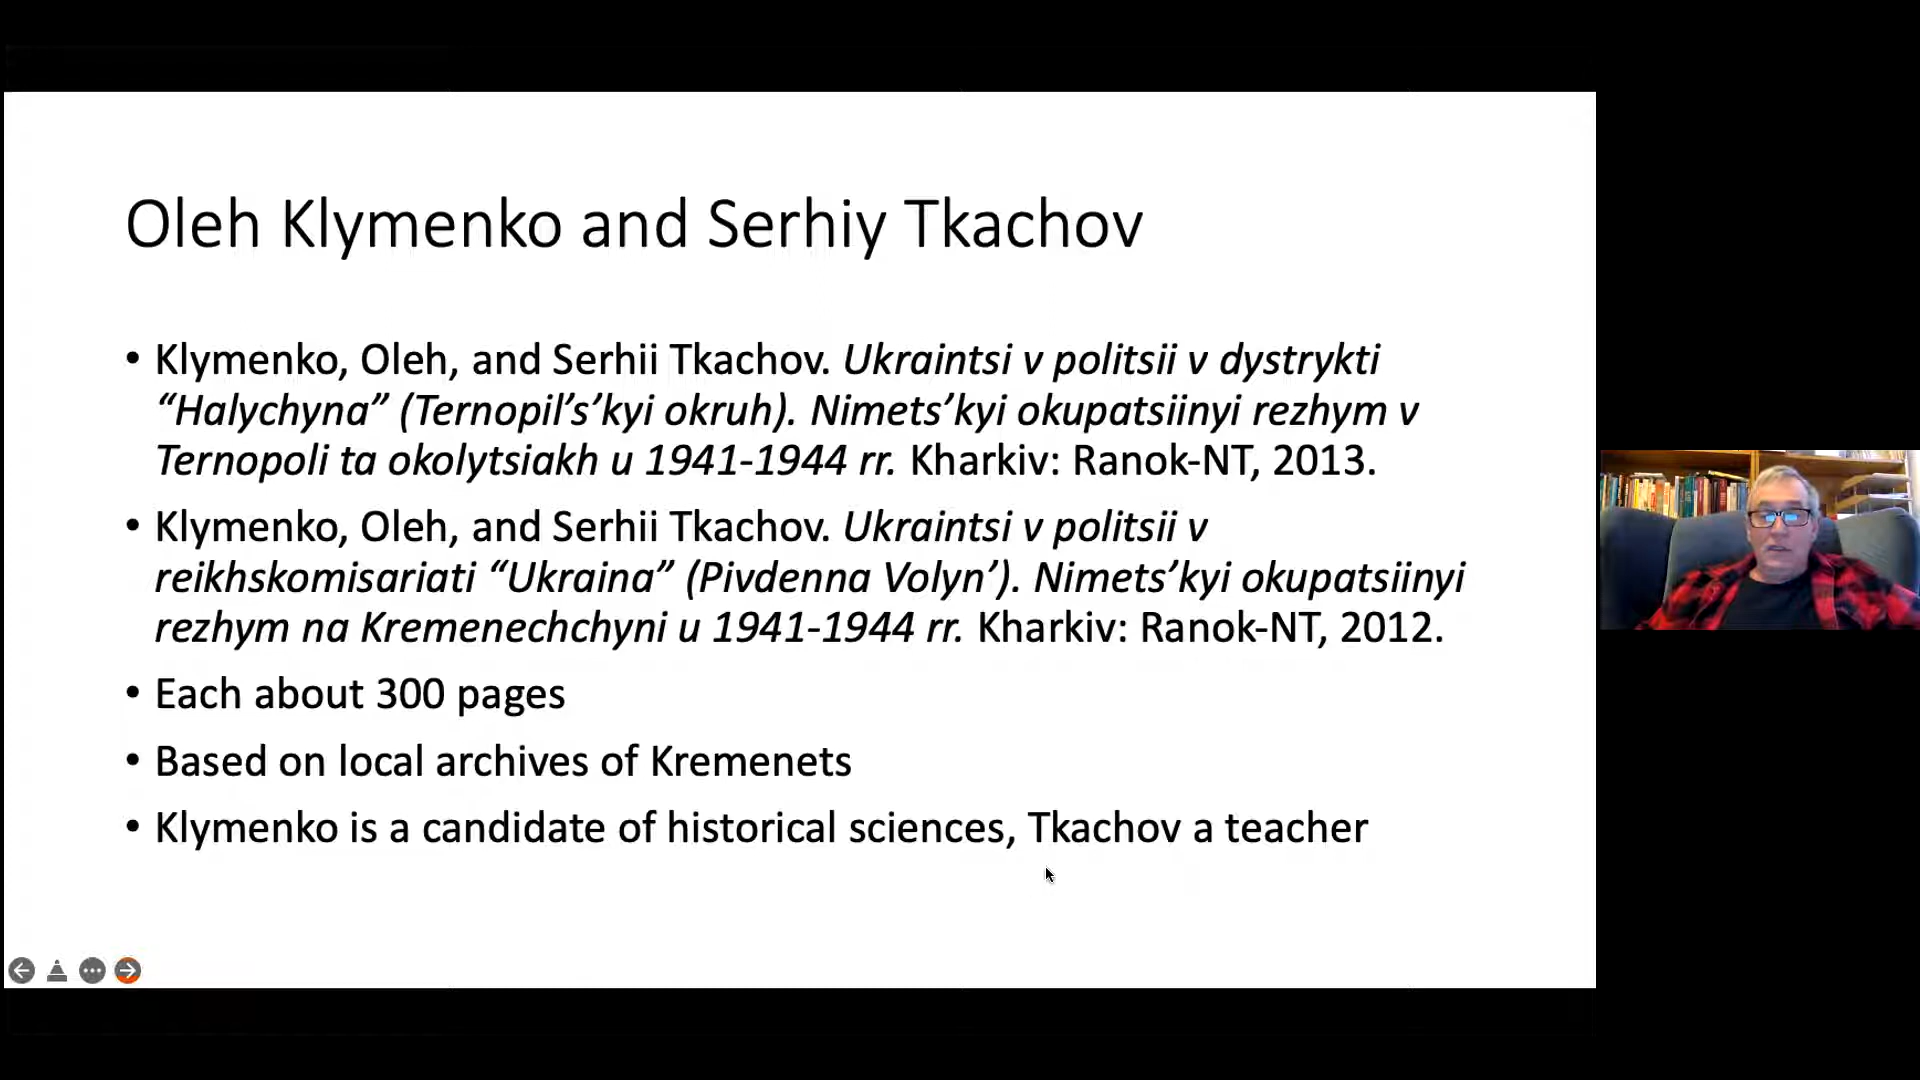 Oleh Klymenko and Serhiy Tkachov
• Klymenko, Oleh, and Serhii Tkachov. Ukraintsi v politsii v dystrykti
“Halychyna” (Ternopil’s’kyi okruh). Nimets’kyi okupatsiinyi rezhym v
Ternopoli ta okolytsiakh u 1941-1944 rr. Kharkiv: Ranok-NT, 2013.
• Klymenko, Oleh, and Serhii Tkachov. Ukraintsi v politsii v
reikhskomisariati “Ukraina” (Pivdenna Volyn’). Nimets’kyi okupatsiinyi
rezhym na Kremenechchyni u 1941-1944 rr. Kharkiv: Ranok-NT, 2012.
• Each about 300 pages
• Based on local archives of Kremenets
• Klymenko is a candidate of historical sciences, Tkachov a teacher